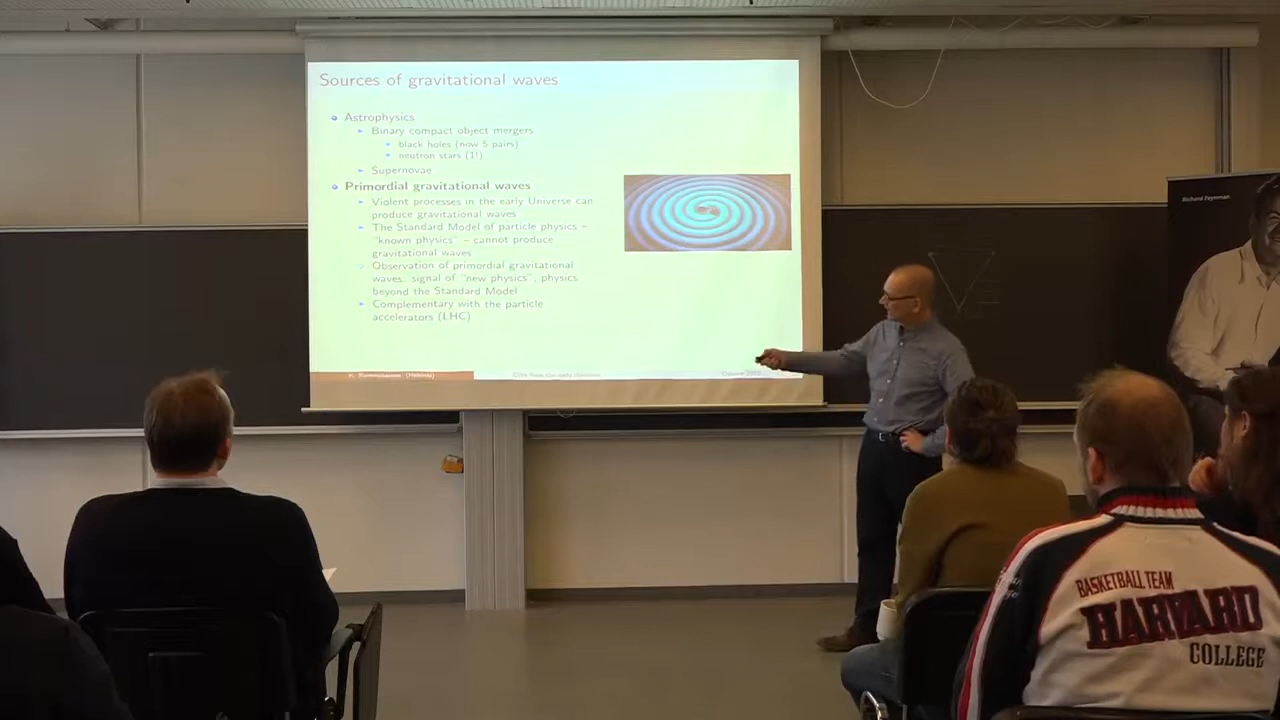 Sources of gravitational waves
Astrophysics
Binary compact object mergers
black holes (now 5 pairs)
neutron stars (1!)
Supernovae
Primordial gravitational waves
Violent processes in the early Universe can
produce gravitational waves
The Standard Model of particle physics –
"known physics" – cannot produce
gravitational waves
Observation of primordial gravitational
waves: signal of "new physics", physics
beyond the Standard Model
Complementary with the particle
accelerators (LHC)
K. Rummukainen (Helsinki)
Richard Feynman
BASKETBALL TEAM
HARVARD
COLLEGE